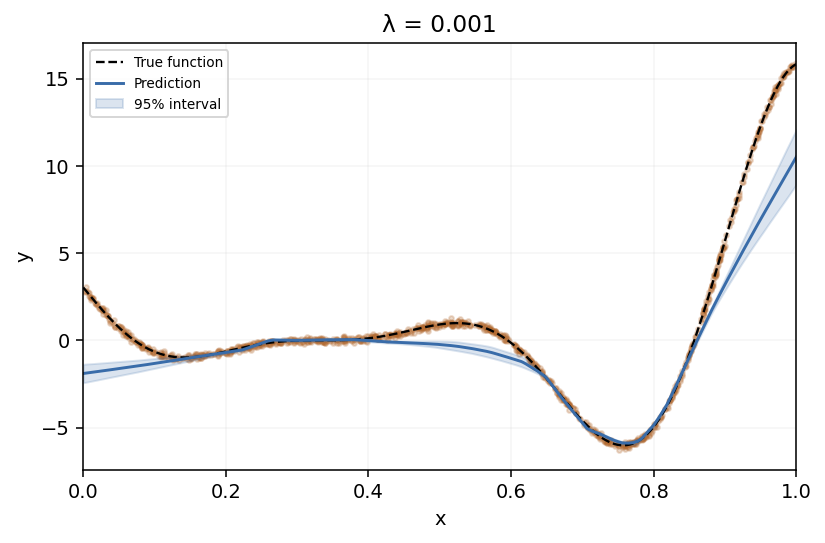 λ = 0.001
True function
Prediction
95% interval
15
10
5
0
−5
y
0.0 0.2 0.4 0.6 0.8 1.0
x